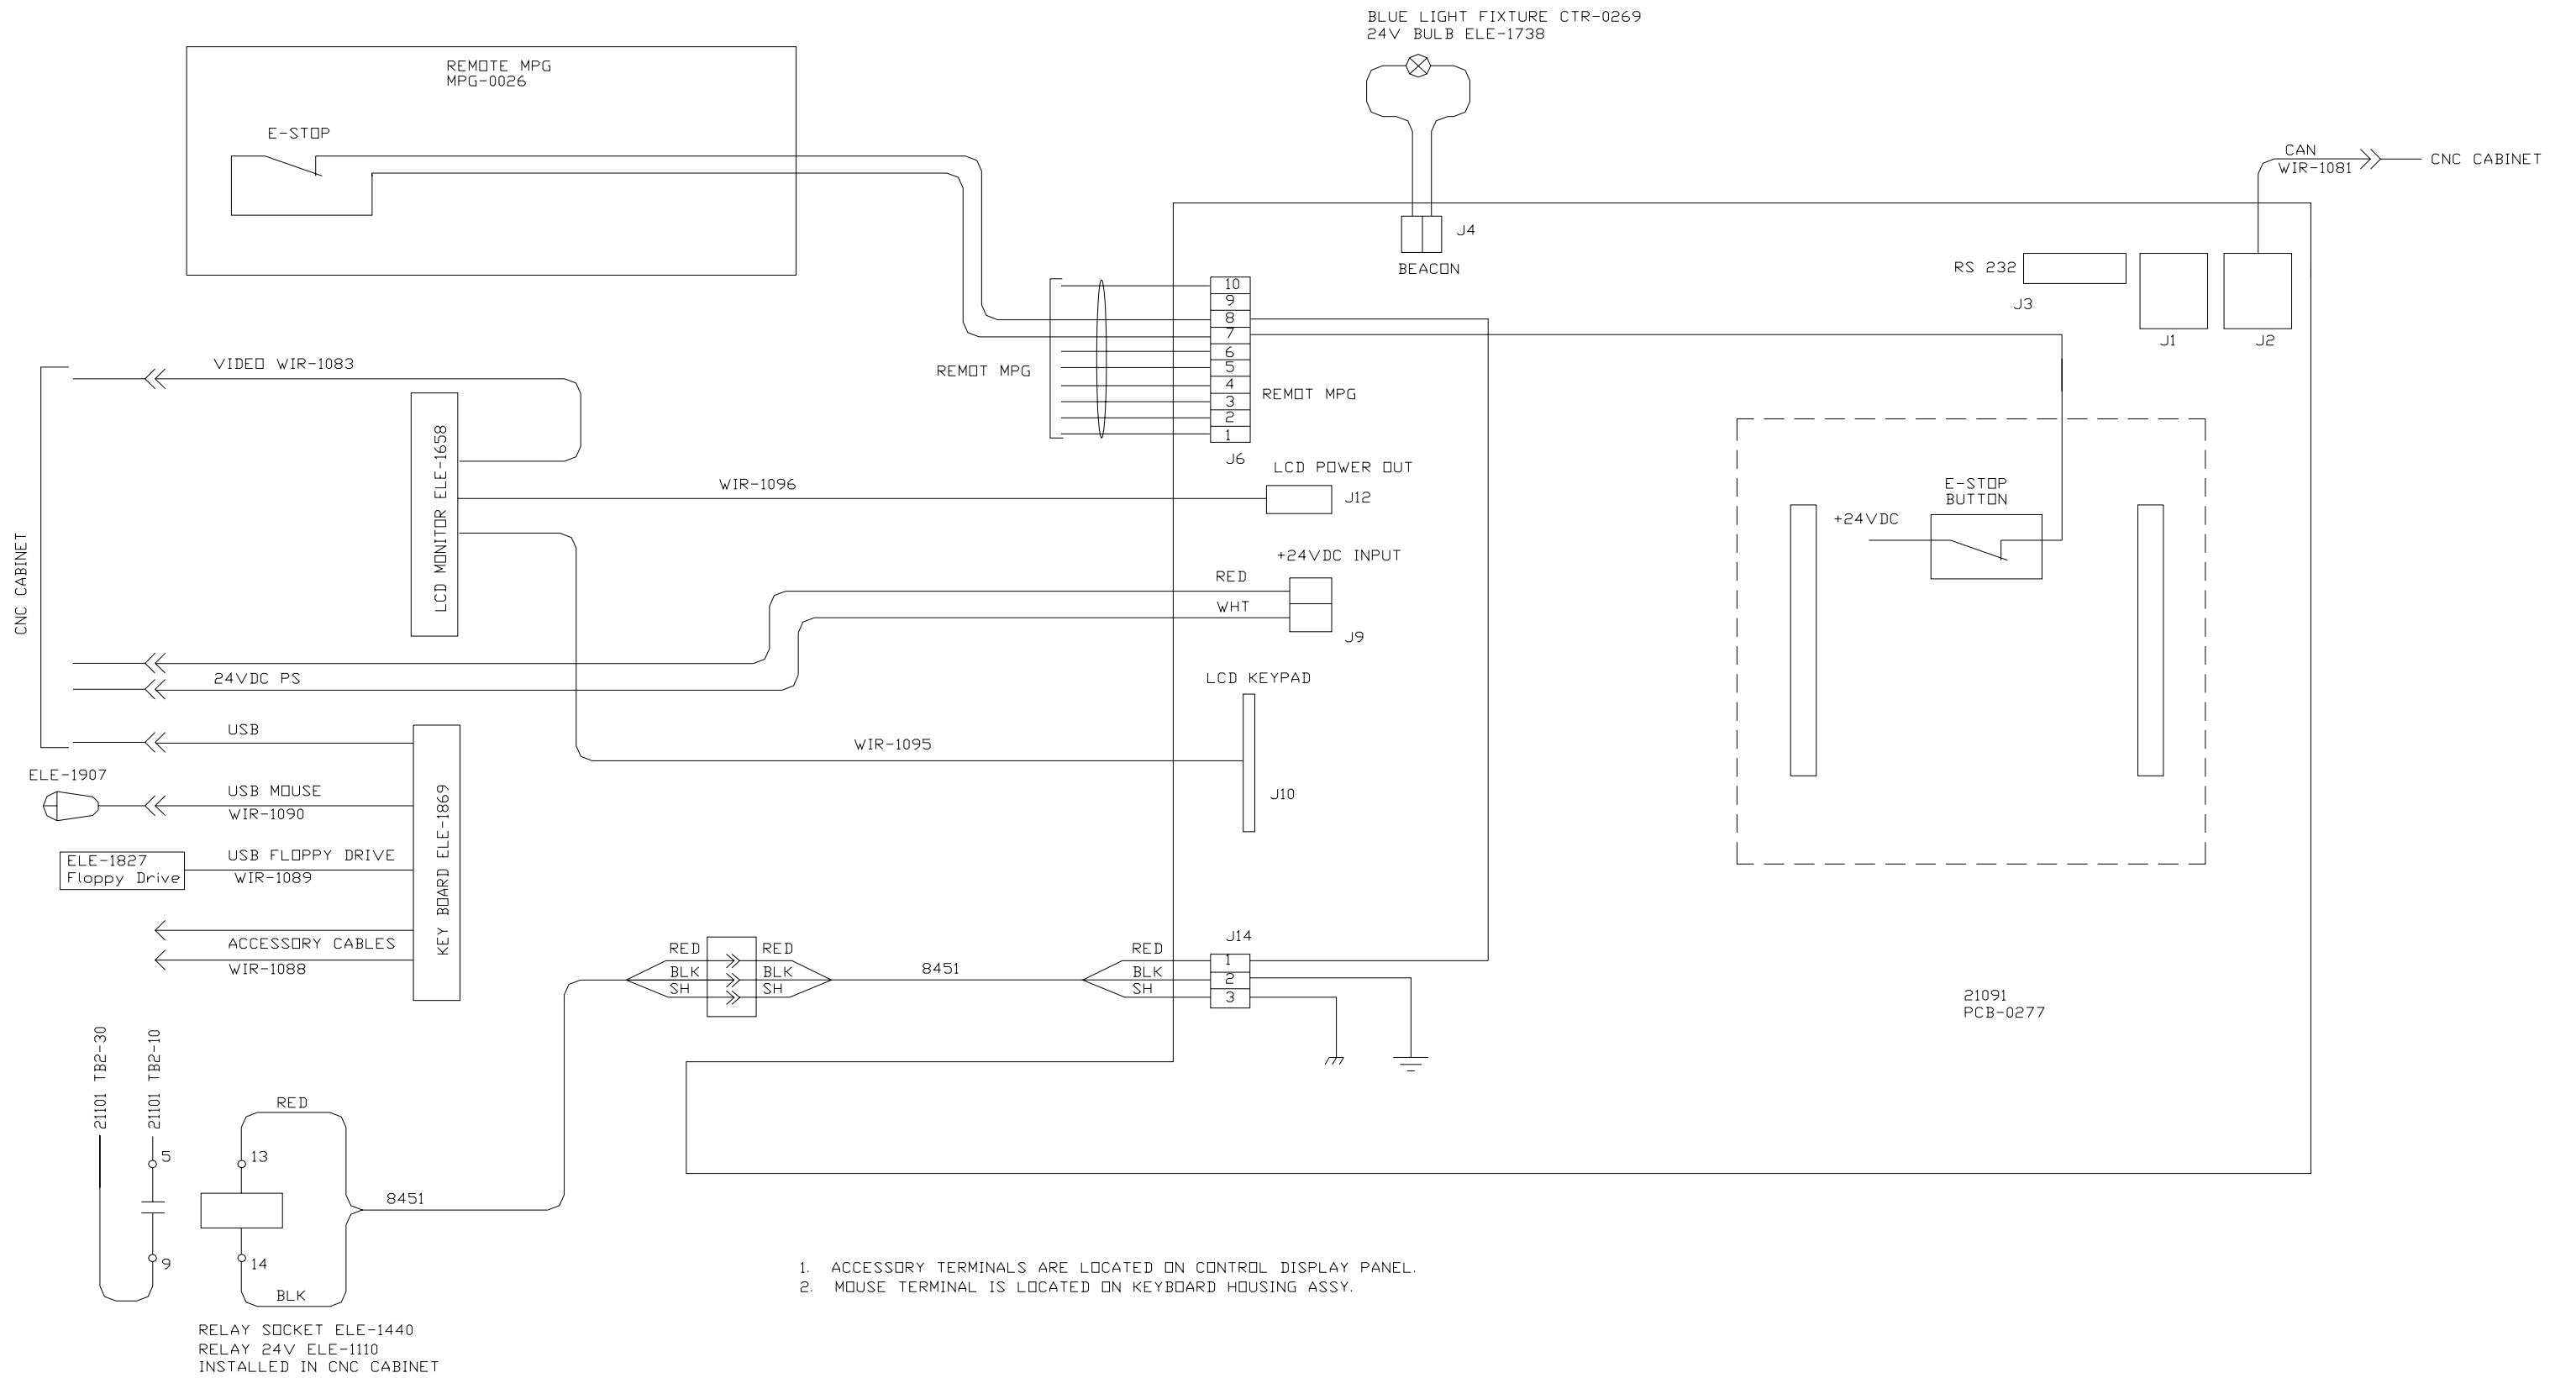 BLUE LIGHT FIXTURE CTR-0269
24V BULB ELE-1738
REMOTE MPG
MPG-0026
E-STOP
CAN
WIR-1081
CNC CABINET
J4
BEACON
RS 232
J3
J1
J2
10
9
8
7
6
5
4
3
2
1
J6
REMOT MPG
REMOT MPG
VIDEO WIR-1083
CNC CABINET
LCD MONITOR ELE-1658
WIR-1096
LCD POWER OUT
J12
E-STOP
BUTTON
+24VDC
+24VDC INPUT
RED
WHT
J9
24VDC PS
LCD KEYPAD
WIR-1095
J10
USB
ELE-1907
USB MOUSE
WIR-1090
KEY BOARD ELE-1869
ELE-1827
Floppy Drive
USB FLOPPY DRIVE
WIR-1089
ACCESSORY CABLES
WIR-1088
RED
BLK
SH
RED
BLK
SH
8451
RED
BLK
SH
J14
1
2
3
21091
PCB-0277
21101 TB2-30
21101 TB2-10
5
9
RED
13
14
BLK
8451
RELAY SOCKET ELE-1440
RELAY 24V ELE-1110
INSTALLED IN CNC CABINET
1. ACCESSORY TERMINALS ARE LOCATED ON CONTROL DISPLAY PANEL.
2. MOUSE TERMINAL IS LOCATED ON KEYBOARD HOUSING ASSY.